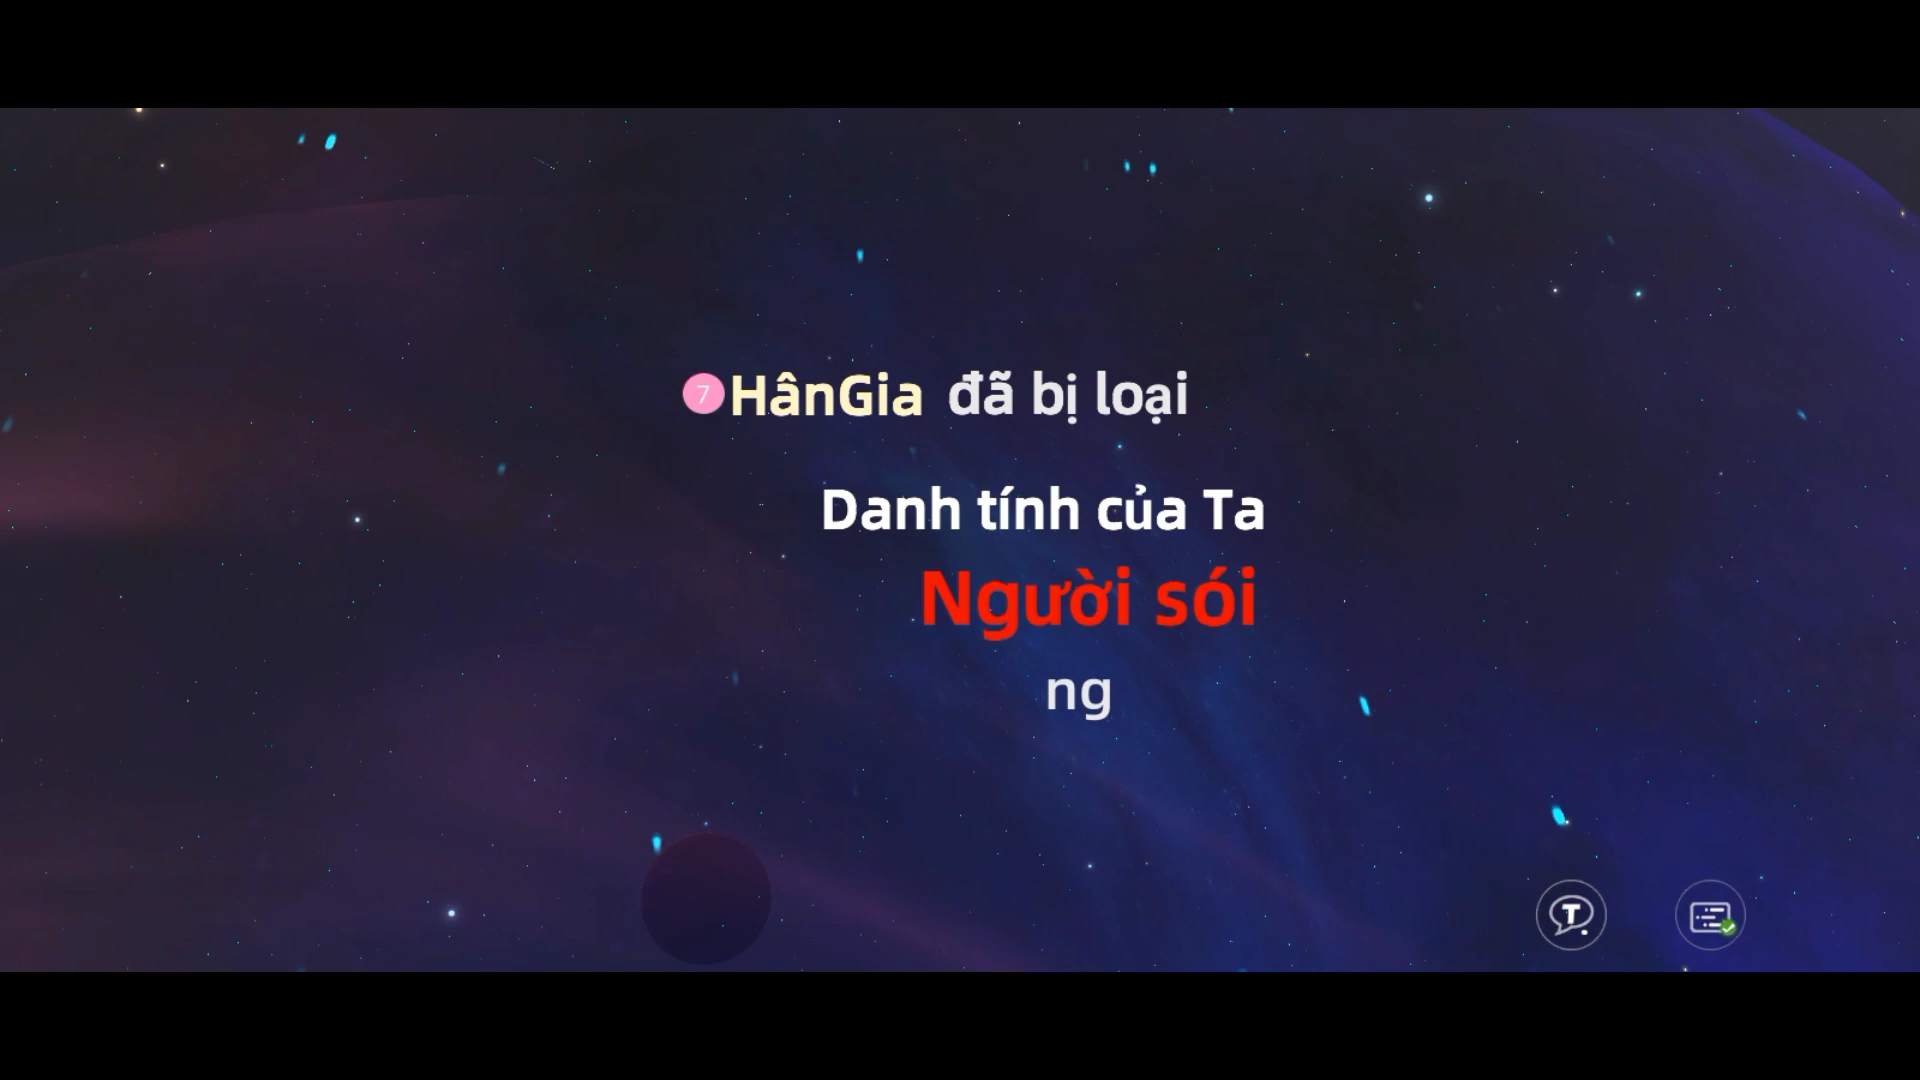 7 HânGia đã bị loại
Danh tính của Ta
Người sói
ng
T